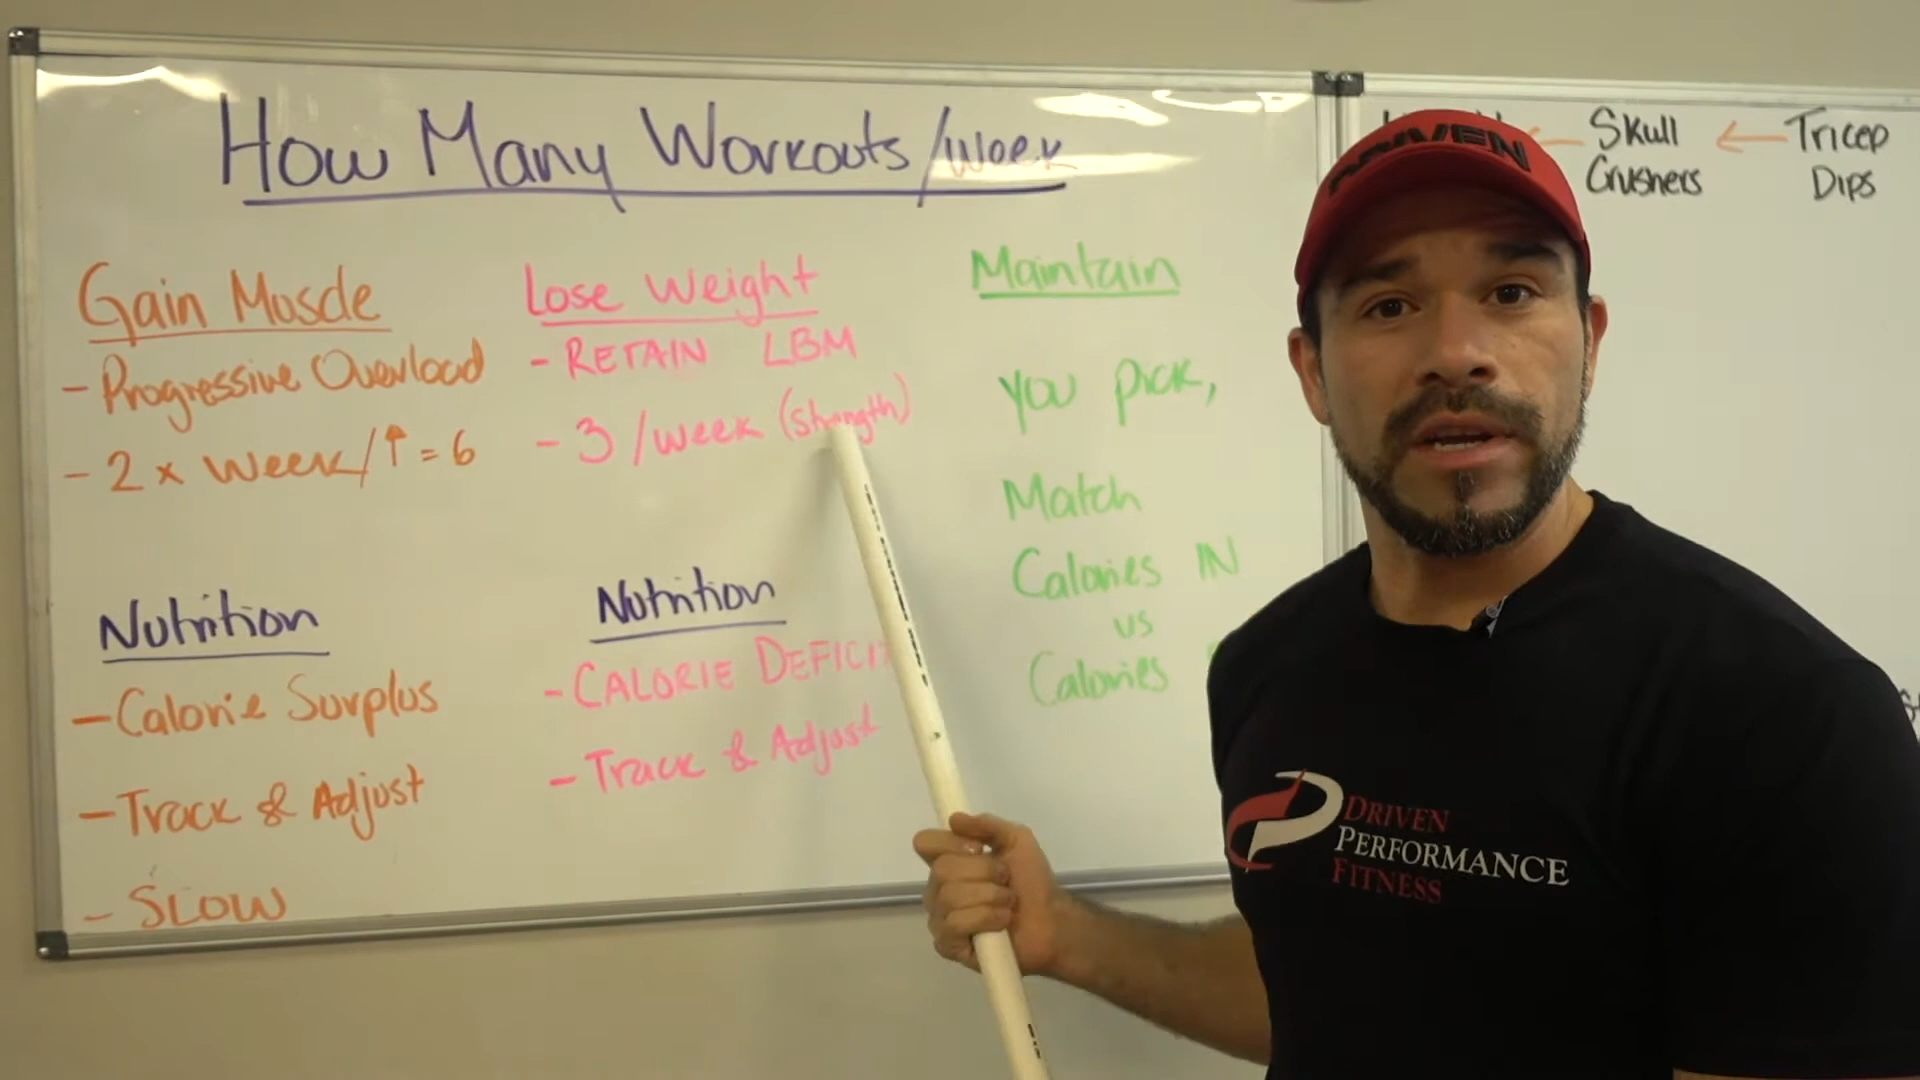 How Many Workouts/week
Gain Muscle
- Progressive Overload
- 2 x week/↑ = 6
Nutrition
- Calorie Surplus
- Track & Adjust
- SLOW
Lose Weight
- RETAIN LBM
- 3/week (strength)
Nutrition
- CALORIE DEFICIT
- Track & Adjust
Maintain
You pick,
Match
Calories IN
vs
Calories
← Skull Crushers ← Tricep Dips
DRIVEN
DRIVEN
PERFORMANCE
FITNESS